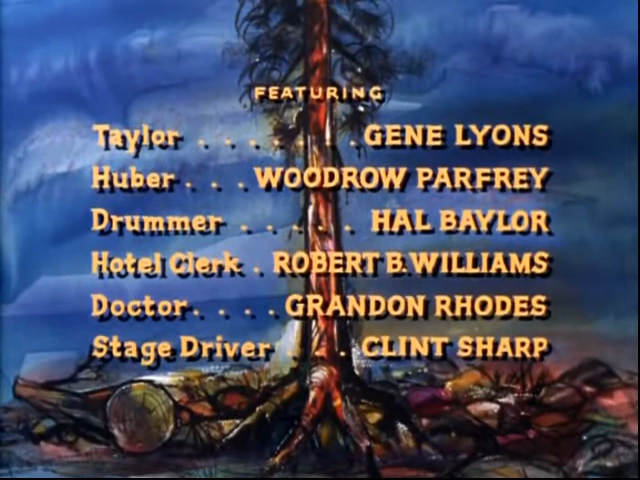 FEATURING
Taylor . . . . . . . GENE LYONS
Huber . . . WOODROW PARFREY
Drummer . . . . . HAL BAYLOR
Hotel Clerk . ROBERT B. WILLIAMS
Doctor . . . . GRANDON RHODES
Stage Driver . . . CLINT SHARP